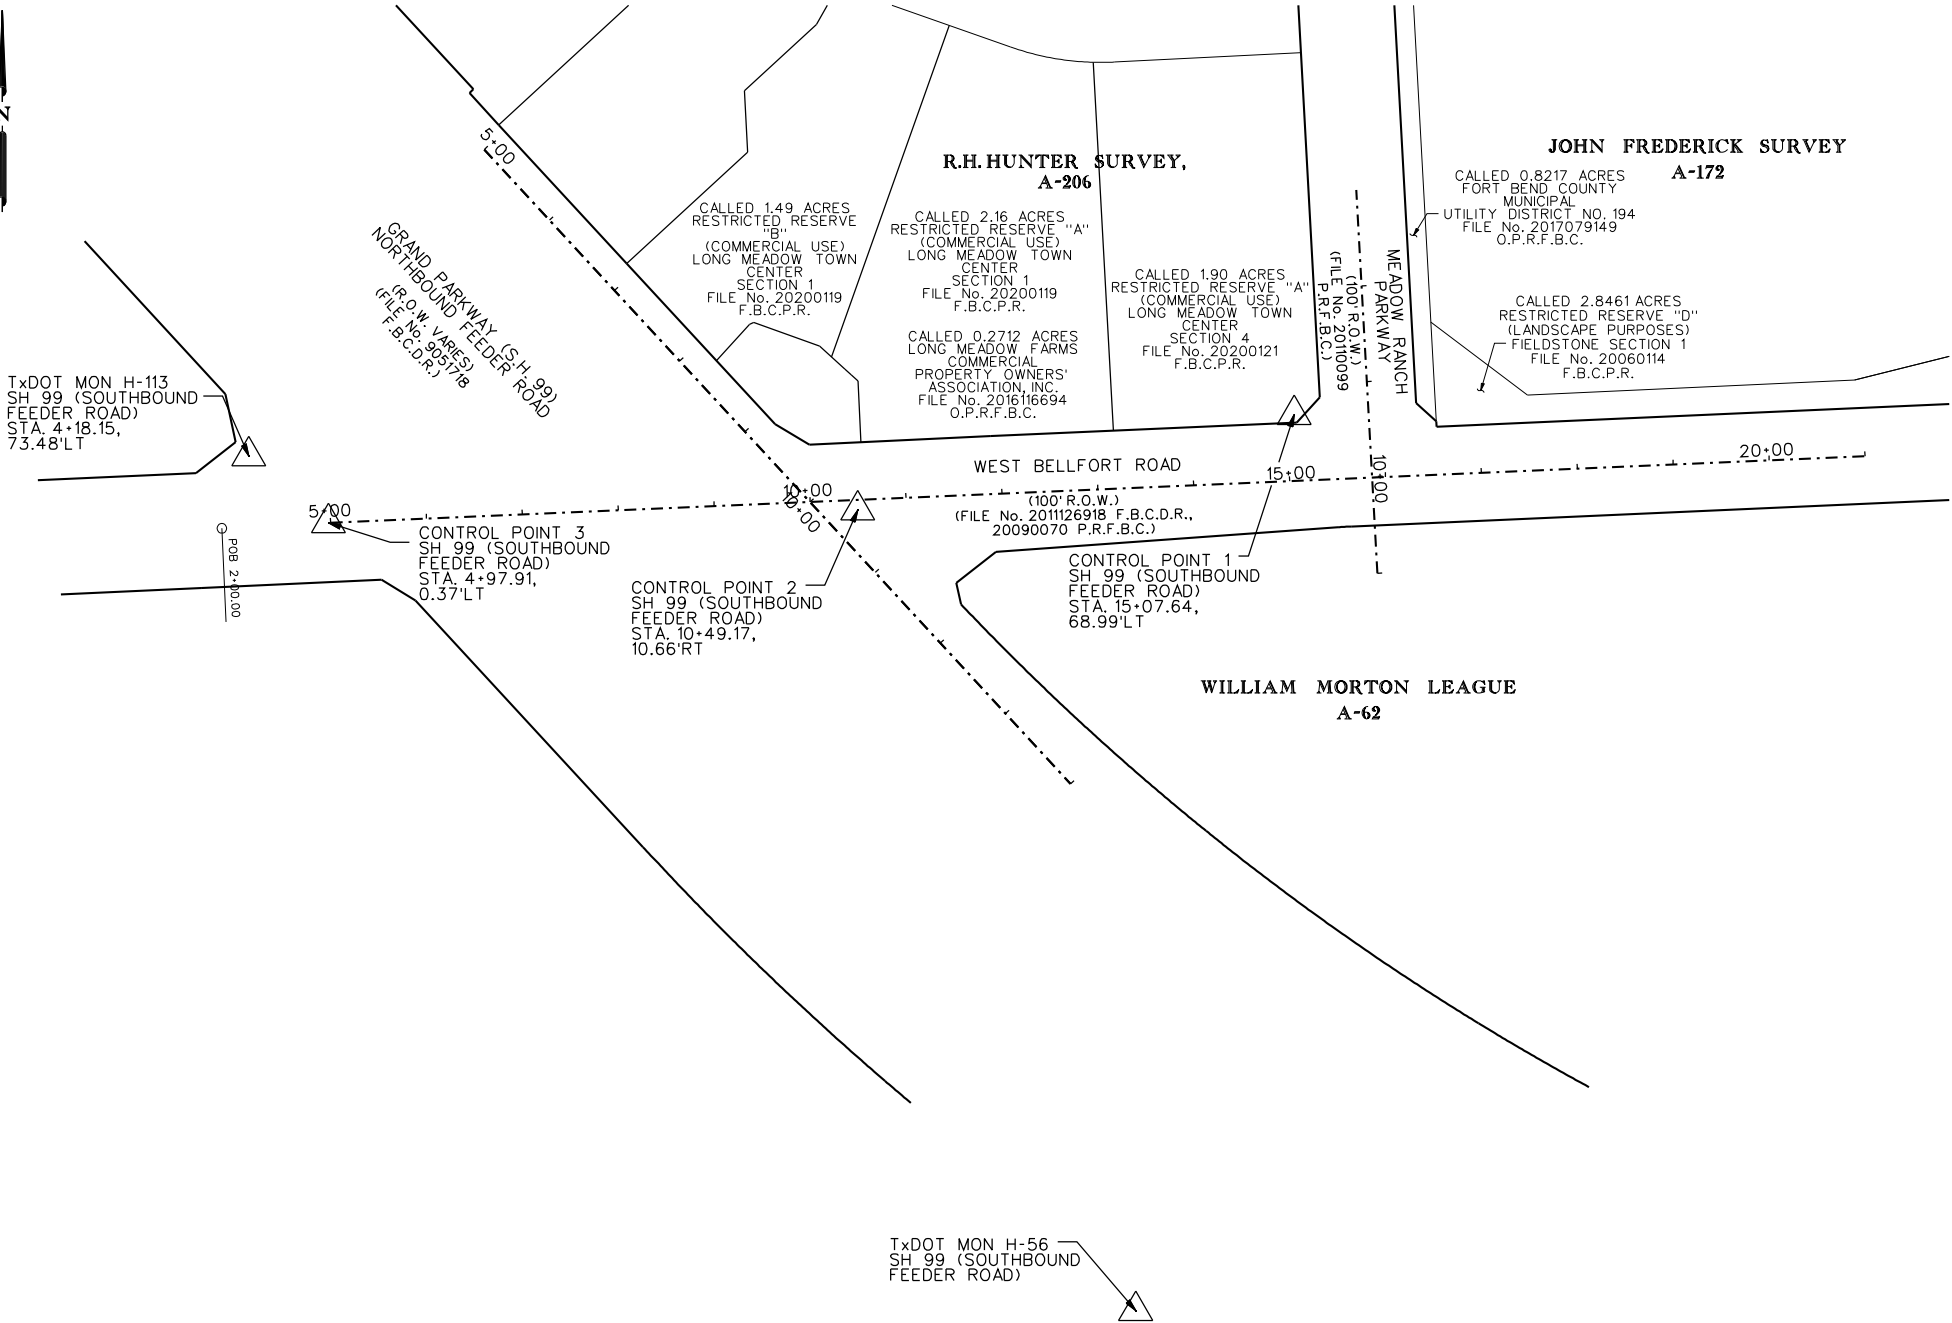 N
5+00
R.H. HUNTER SURVEY,
A-206
JOHN FREDERICK SURVEY
A-172
CALLED 0.8217 ACRES
FORT BEND COUNTY
MUNICIPAL
UTILITY DISTRICT NO. 194
FILE No. 2017079149
O.P.R.F.B.C.
CALLED 1.49 ACRES
RESTRICTED RESERVE
"B"
(COMMERCIAL USE)
LONG MEADOW TOWN
CENTER
SECTION 1
FILE No. 20200119
F.B.C.P.R.
CALLED 2.16 ACRES
RESTRICTED RESERVE "A"
(COMMERCIAL USE)
LONG MEADOW TOWN
CENTER
SECTION 1
FILE No. 20200119
F.B.C.P.R.
CALLED 0.2712 ACRES
LONG MEADOW FARMS
COMMERCIAL
PROPERTY OWNERS'
ASSOCIATION, INC.
FILE No. 2016116694
O.P.R.F.B.C.
CALLED 1.90 ACRES
RESTRICTED RESERVE "A"
(COMMERCIAL USE)
LONG MEADOW TOWN
CENTER
SECTION 4
FILE No. 20200121
F.B.C.P.R.
MEADOW RANCH
PARKWAY
(100' R.O.W.)
(FILE No. 20110099
P.R.F.B.C.)
CALLED 2.8461 ACRES
RESTRICTED RESERVE "D"
(LANDSCAPE PURPOSES)
FIELDSTONE SECTION 1
FILE No. 20060114
F.B.C.P.R.
GRAND PARKWAY (S.H. 99)
NORTHBOUND FEEDER ROAD
(R.O.W. VARIES)
(FILE No. 9051718
F.B.C.D.R.)
TxDOT MON H-113
SH 99 (SOUTHBOUND
FEEDER ROAD)
STA. 4+18.15,
73.48'LT
WEST BELLFORT ROAD
(100' R.O.W.)
(FILE No. 2011126918 F.B.C.D.R.,
20090070 P.R.F.B.C.)
5+00
10+00
10+00
15+00
10+00
20+00
POB 2+00.00
CONTROL POINT 3
SH 99 (SOUTHBOUND
FEEDER ROAD)
STA. 4+97.91,
0.37'LT
CONTROL POINT 2
SH 99 (SOUTHBOUND
FEEDER ROAD)
STA. 10+49.17,
10.66'RT
CONTROL POINT 1
SH 99 (SOUTHBOUND
FEEDER ROAD)
STA. 15+07.64,
68.99'LT
WILLIAM MORTON LEAGUE
A-62
TxDOT MON H-56
SH 99 (SOUTHBOUND
FEEDER ROAD)